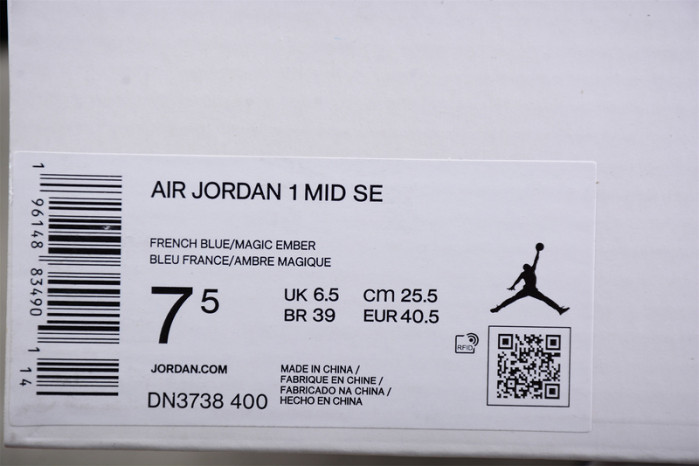 AIR JORDAN 1 MID SE
FRENCH BLUE/MAGIC EMBER
BLEU FRANCE/AMBRE MAGIQUE
7 5
UK 6.5 cm 25.5
BR 39 EUR 40.5
JORDAN.COM
DN3738 400
MADE IN CHINA /
FABRIQUE EN CHINE /
FABRICADO NA CHINA /
HECHO EN CHINA
RFID
1 96148 83490 1 14